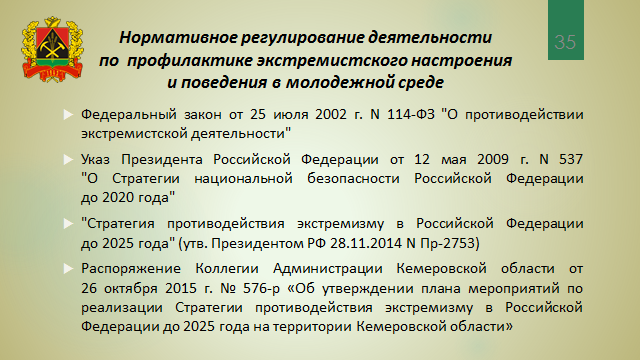 Нормативное регулирование деятельности
по профилактике экстремистского настроения
и поведения в молодежной среде
35
Федеральный закон от 25 июля 2002 г. N 114-ФЗ "О противодействии
экстремистской деятельности"
Указ Президента Российской Федерации от 12 мая 2009 г. N 537
"О Стратегии национальной безопасности Российской Федерации
до 2020 года"
"Стратегия противодействия экстремизму в Российской Федерации
до 2025 года" (утв. Президентом РФ 28.11.2014 N Пр-2753)
Распоряжение Коллегии Администрации Кемеровской области от
26 октября 2015 г. № 576-р «Об утверждении плана мероприятий по
реализации Стратегии противодействия экстремизму в Российской
Федерации до 2025 года на территории Кемеровской области»